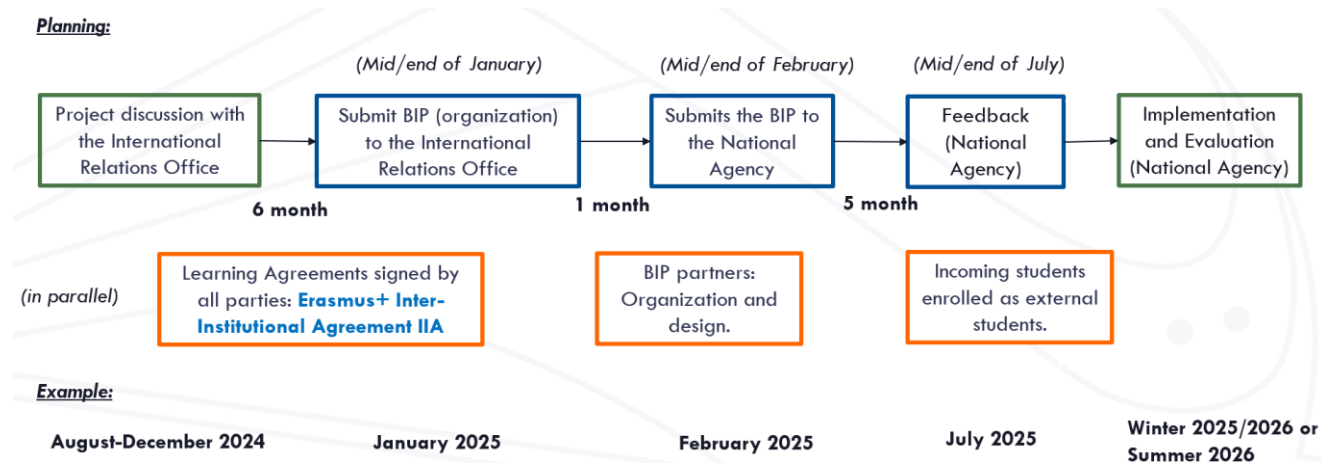 Planning:
(Mid/end of January)
(Mid/end of February)
(Mid/end of July)
Project discussion with
the International
Relations Office
Submit BIP (organization)
to the International
Relations Office
Submits the BIP to
the National
Agency
Feedback
(National
Agency)
Implementation
and Evaluation
(National Agency)
6 month
1 month
5 month
(in parallel)
Learning Agreements signed by
all parties: Erasmus+ Inter-
Institutional Agreement IIA
BIP partners:
Organization and
design.
Incoming students
enrolled as external
students.
Example:
August-December 2024
January 2025
February 2025
July 2025
Winter 2025/2026 or
Summer 2026